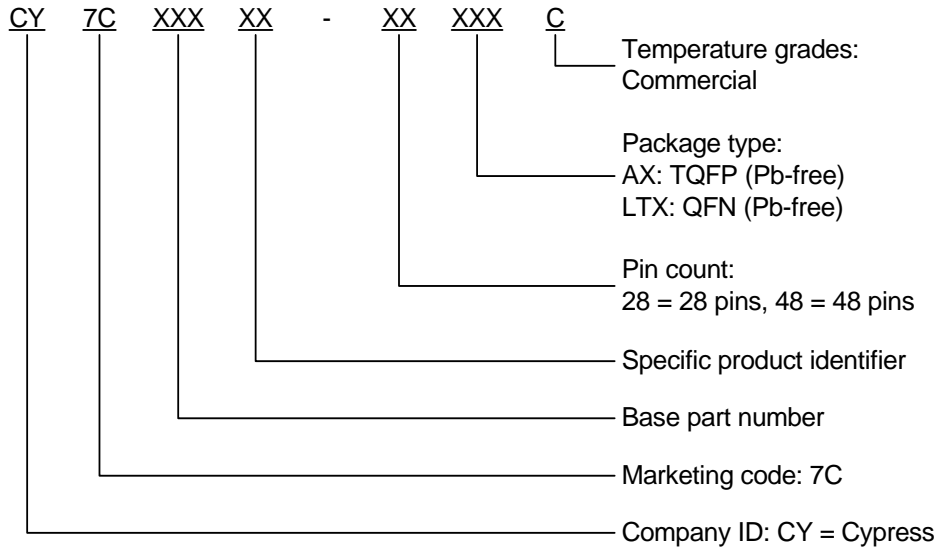 CY 7C XXX XX - XX XXX C
Temperature grades:
Commercial
Package type:
AX: TQFP (Pb-free)
LTX: QFN (Pb-free)
Pin count:
28 = 28 pins, 48 = 48 pins
Specific product identifier
Base part number
Marketing code: 7C
Company ID: CY = Cypress